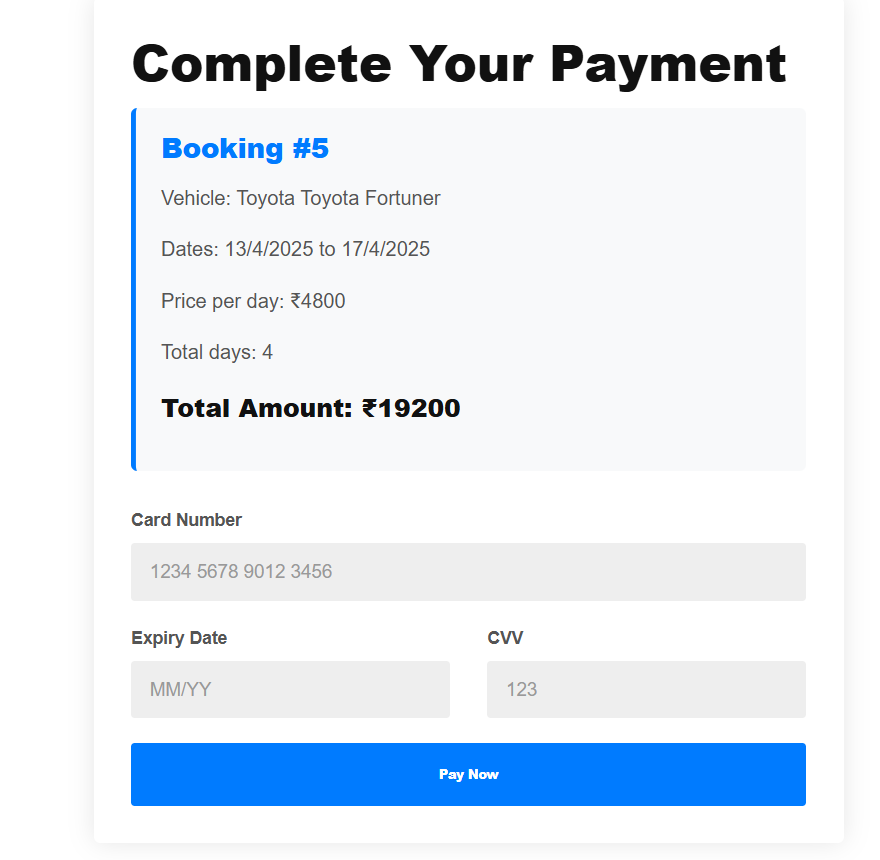 Complete Your Payment
Booking #5
Vehicle: Toyota Toyota Fortuner
Dates: 13/4/2025 to 17/4/2025
Price per day: ₹4800
Total days: 4
Total Amount: ₹19200
Card Number
1234 5678 9012 3456
Expiry Date
CVV
MM/YY
123
Pay Now